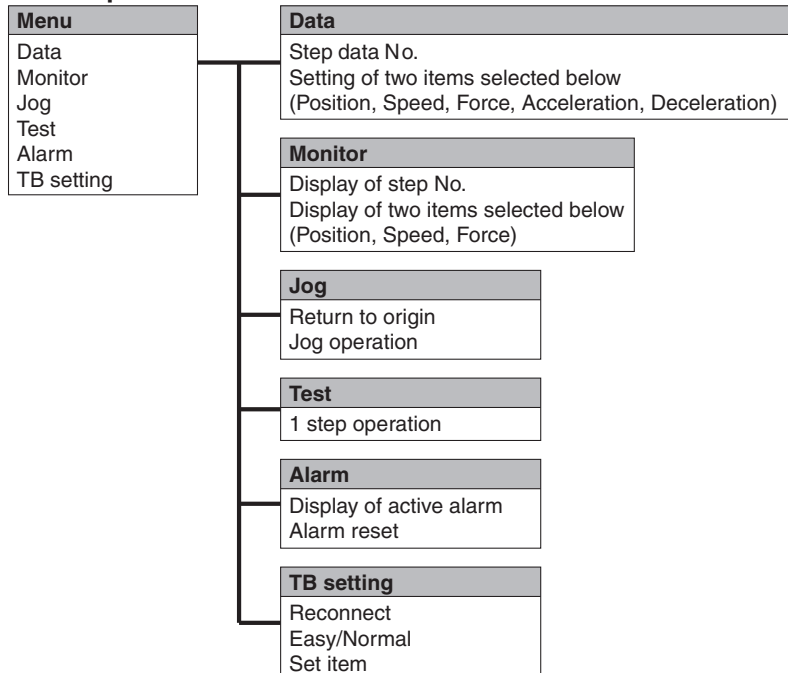 Menu
Data
Monitor
Jog
Test
Alarm
TB setting
Data
Step data No.
Setting of two items selected below
(Position, Speed, Force, Acceleration, Deceleration)
Monitor
Display of step No.
Display of two items selected below
(Position, Speed, Force)
Jog
Return to origin
Jog operation
Test
1 step operation
Alarm
Display of active alarm
Alarm reset
TB setting
Reconnect
Easy/Normal
Set item